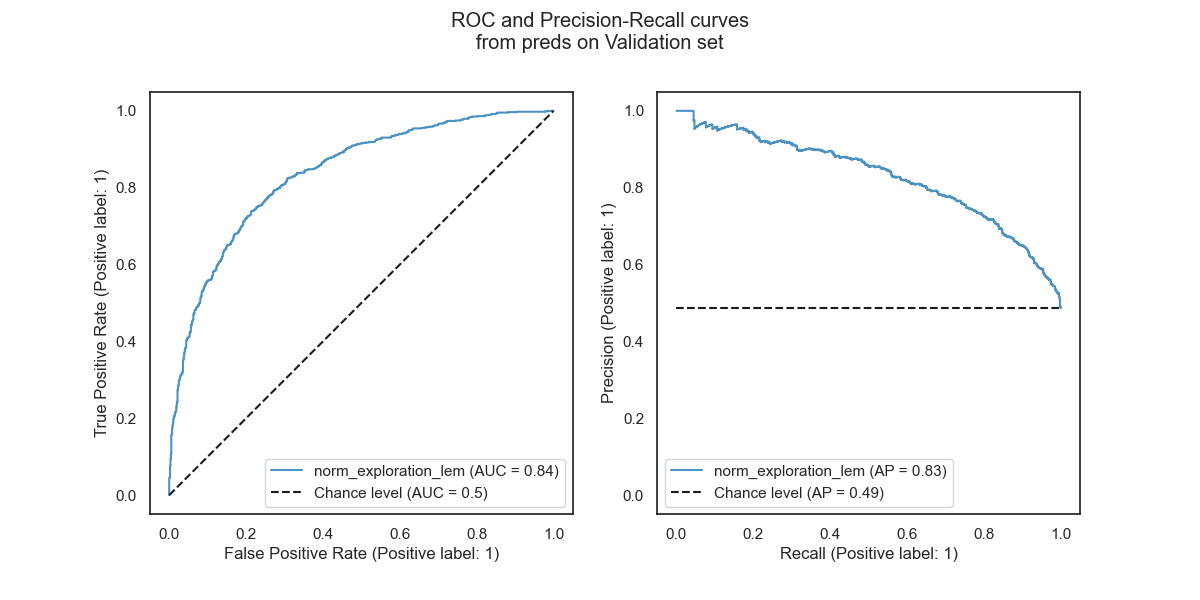 ROC and Precision-Recall curves
from preds on Validation set
1.0
0.8
0.6
0.4
0.2
0.0
True Positive Rate (Positive label: 1)
norm_exploration_lem (AUC = 0.84)
Chance level (AUC = 0.5)
0.0 0.2 0.4 0.6 0.8 1.0
False Positive Rate (Positive label: 1)
1.0
0.8
0.6
0.4
0.2
0.0
Precision (Positive label: 1)
norm_exploration_lem (AP = 0.83)
Chance level (AP = 0.49)
0.0 0.2 0.4 0.6 0.8 1.0
Recall (Positive label: 1)